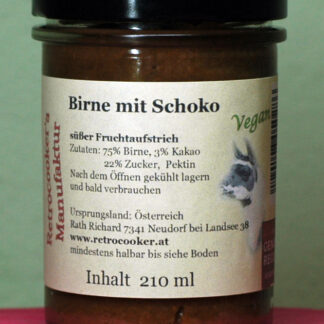 Retrocooker's
Manufaktur
Birne mit Schoko
Vegan
süßer Fruchtaufstrich
Zutaten: 75% Birne, 3% Kakao
22% Zucker, Pektin
Nach dem Öffnen gekühlt lagern
und bald verbrauchen
Ursprungsland: Österreich
Rath Richard 7341 Neudorf bei Landsee 38
www.retrocooker.at
mindestens halbar bis siehe Boden
Inhalt 210 ml